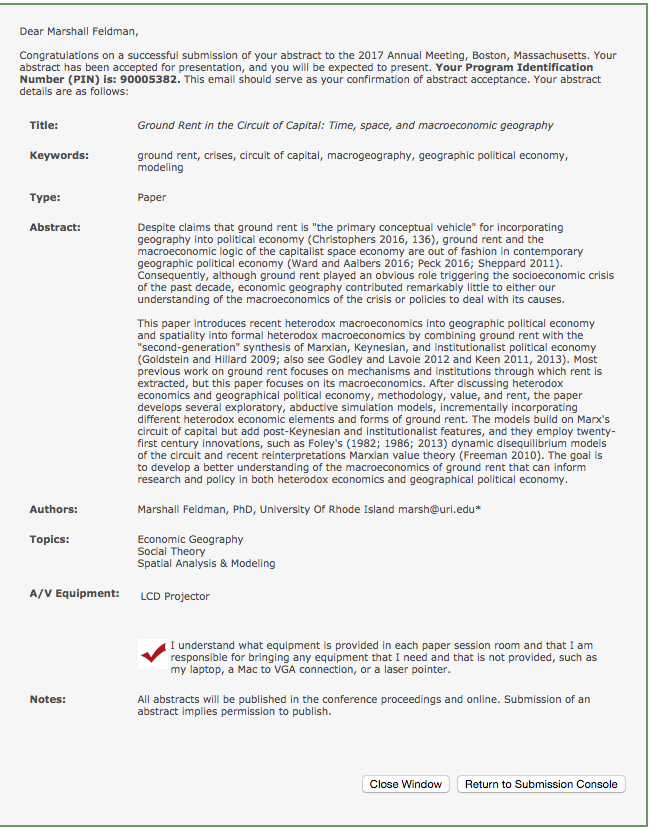 Dear Marshall Feldman,
Congratulations on a successful submission of your abstract to the 2017 Annual Meeting, Boston, Massachusetts. Your
abstract has been accepted for presentation, and you will be expected to present. Your Program Identification
Number (PIN) is: 90005382. This email should serve as your confirmation of abstract acceptance. Your abstract
details are as follows:
Title: Ground Rent in the Circuit of Capital: Time, space, and macroeconomic geography
Keywords: ground rent, crises, circuit of capital, macrogeography, geographic political economy,
modeling
Type: Paper
Abstract: Despite claims that ground rent is "the primary conceptual vehicle" for incorporating
geography into political economy (Christophers 2016, 136), ground rent and the
macroeconomic logic of the capitalist space economy are out of fashion in contemporary
geographic political economy (Ward and Aalbers 2016; Peck 2016; Sheppard 2011).
Consequently, although ground rent played an obvious role triggering the socioeconomic crisis
of the past decade, economic geography contributed remarkably little to either our
understanding of the macroeconomics of the crisis or policies to deal with its causes.
This paper introduces recent heterodox macroeconomics into geographic political economy
and spatiality into formal heterodox macroeconomics by combining ground rent with the
"second-generation" synthesis of Marxian, Keynesian, and institutionalist political economy
(Goldstein and Hillard 2009; also see Godley and Lavoie 2012 and Keen 2011, 2013). Most
previous work on ground rent focuses on mechanisms and institutions through which rent is
extracted, but this paper focuses on its macroeconomics. After discussing heterodox
economics and geographical political economy, methodology, value, and rent, the paper
develops several exploratory, abductive simulation models, incrementally incorporating
different heterodox economic elements and forms of ground rent. The models build on Marx's
circuit of capital but add post-Keynesian and institutionalist features, and they employ twenty-
first century innovations, such as Foley's (1982; 1986; 2013) dynamic disequilibrium models
of the circuit and recent reinterpretations Marxian value theory (Freeman 2010). The goal is
to develop a better understanding of the macroeconomics of ground rent that can inform
research and policy in both heterodox economics and geographical political economy.
Authors: Marshall Feldman, PhD, University Of Rhode Island marsh@uri.edu*
Topics: Economic Geography
Social Theory
Spatial Analysis & Modeling
A/V Equipment: LCD Projector
I understand what equipment is provided in each paper session room and that I am
responsible for bringing any equipment that I need and that is not provided, such as
my laptop, a Mac to VGA connection, or a laser pointer.
Notes: All abstracts will be published in the conference proceedings and online. Submission of an
abstract implies permission to publish.
Close Window Return to Submission Console